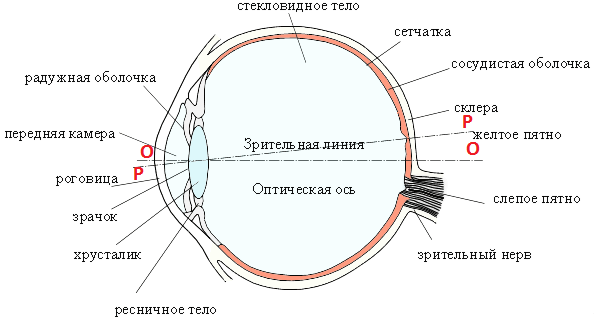 стекловидное тело
сетчатка
сосудистая оболочка
радужная оболочка
склера
P
передняя камера
O
Зрительная линия
желтое пятно
O
P
роговица
Оптическая ось
слепое пятно
зрачок
хрусталик
зрительный нерв
ресничное тело